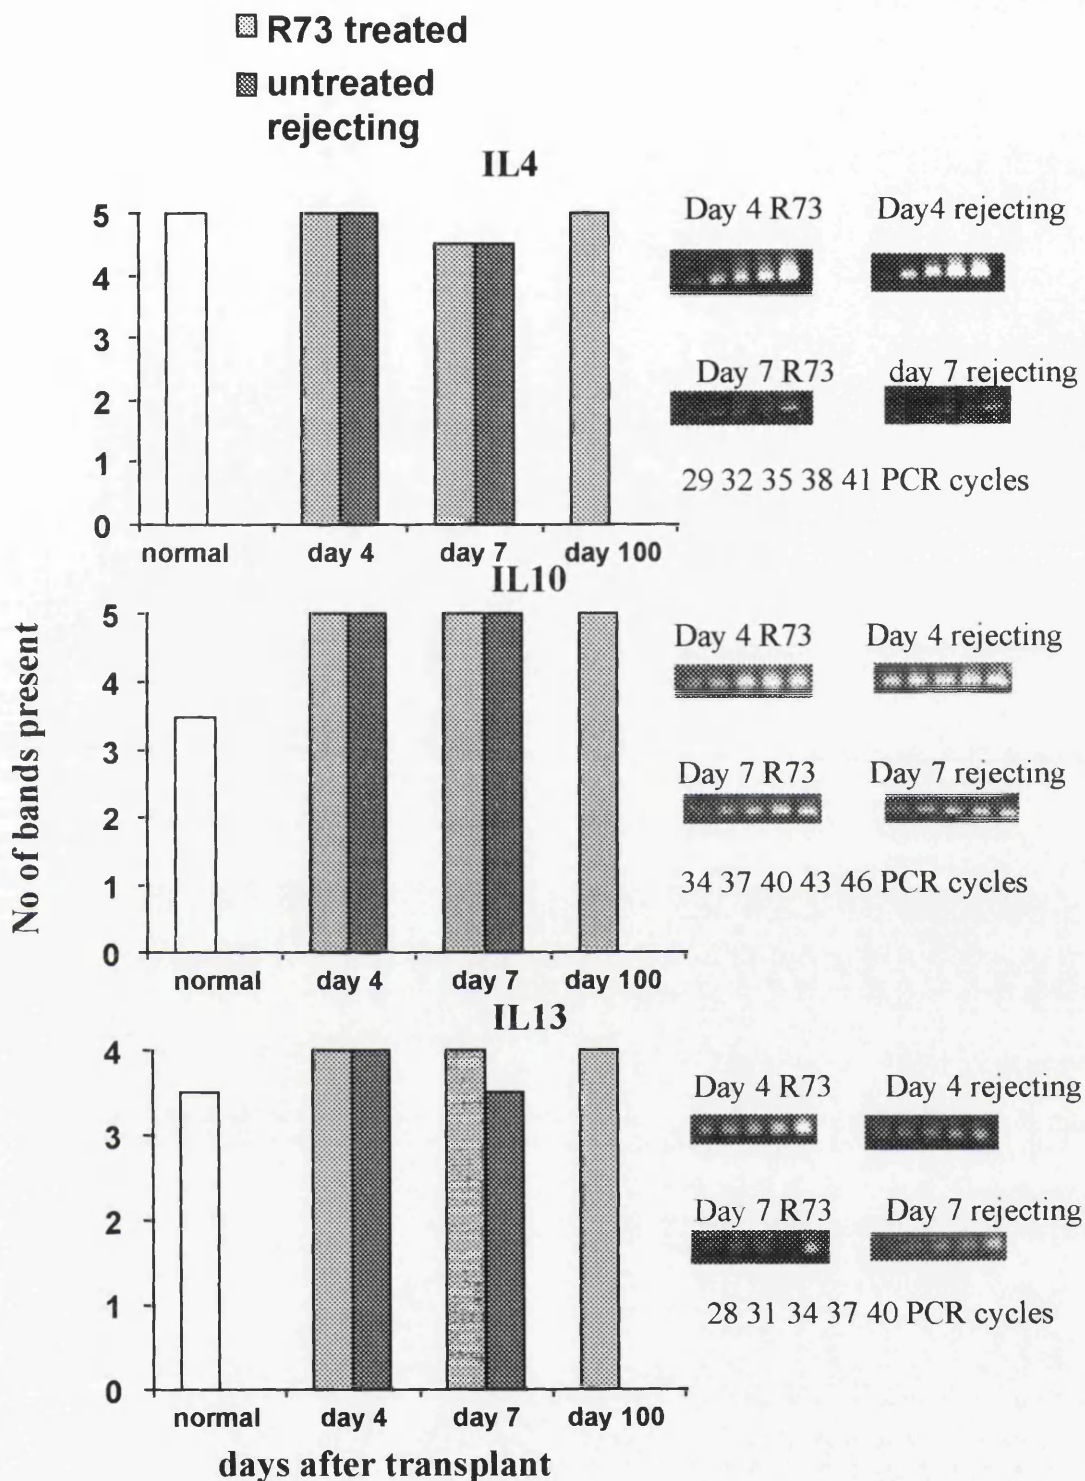 R73 treated
untreated
rejecting
IL4
5
4
3
2
1
0
normal day 4 day 7 day 100
Day 4 R73 Day4 rejecting
Day 7 R73 day 7 rejecting
29 32 35 38 41 PCR cycles
No of bands present
IL10
5
4
3
2
1
0
normal day 4 day 7 day 100
Day 4 R73 Day 4 rejecting
Day 7 R73 Day 7 rejecting
34 37 40 43 46 PCR cycles
IL13
4
3
2
1
0
normal day 4 day 7 day 100
Day 4 R73 Day 4 rejecting
Day 7 R73 Day 7 rejecting
28 31 34 37 40 PCR cycles
days after transplant